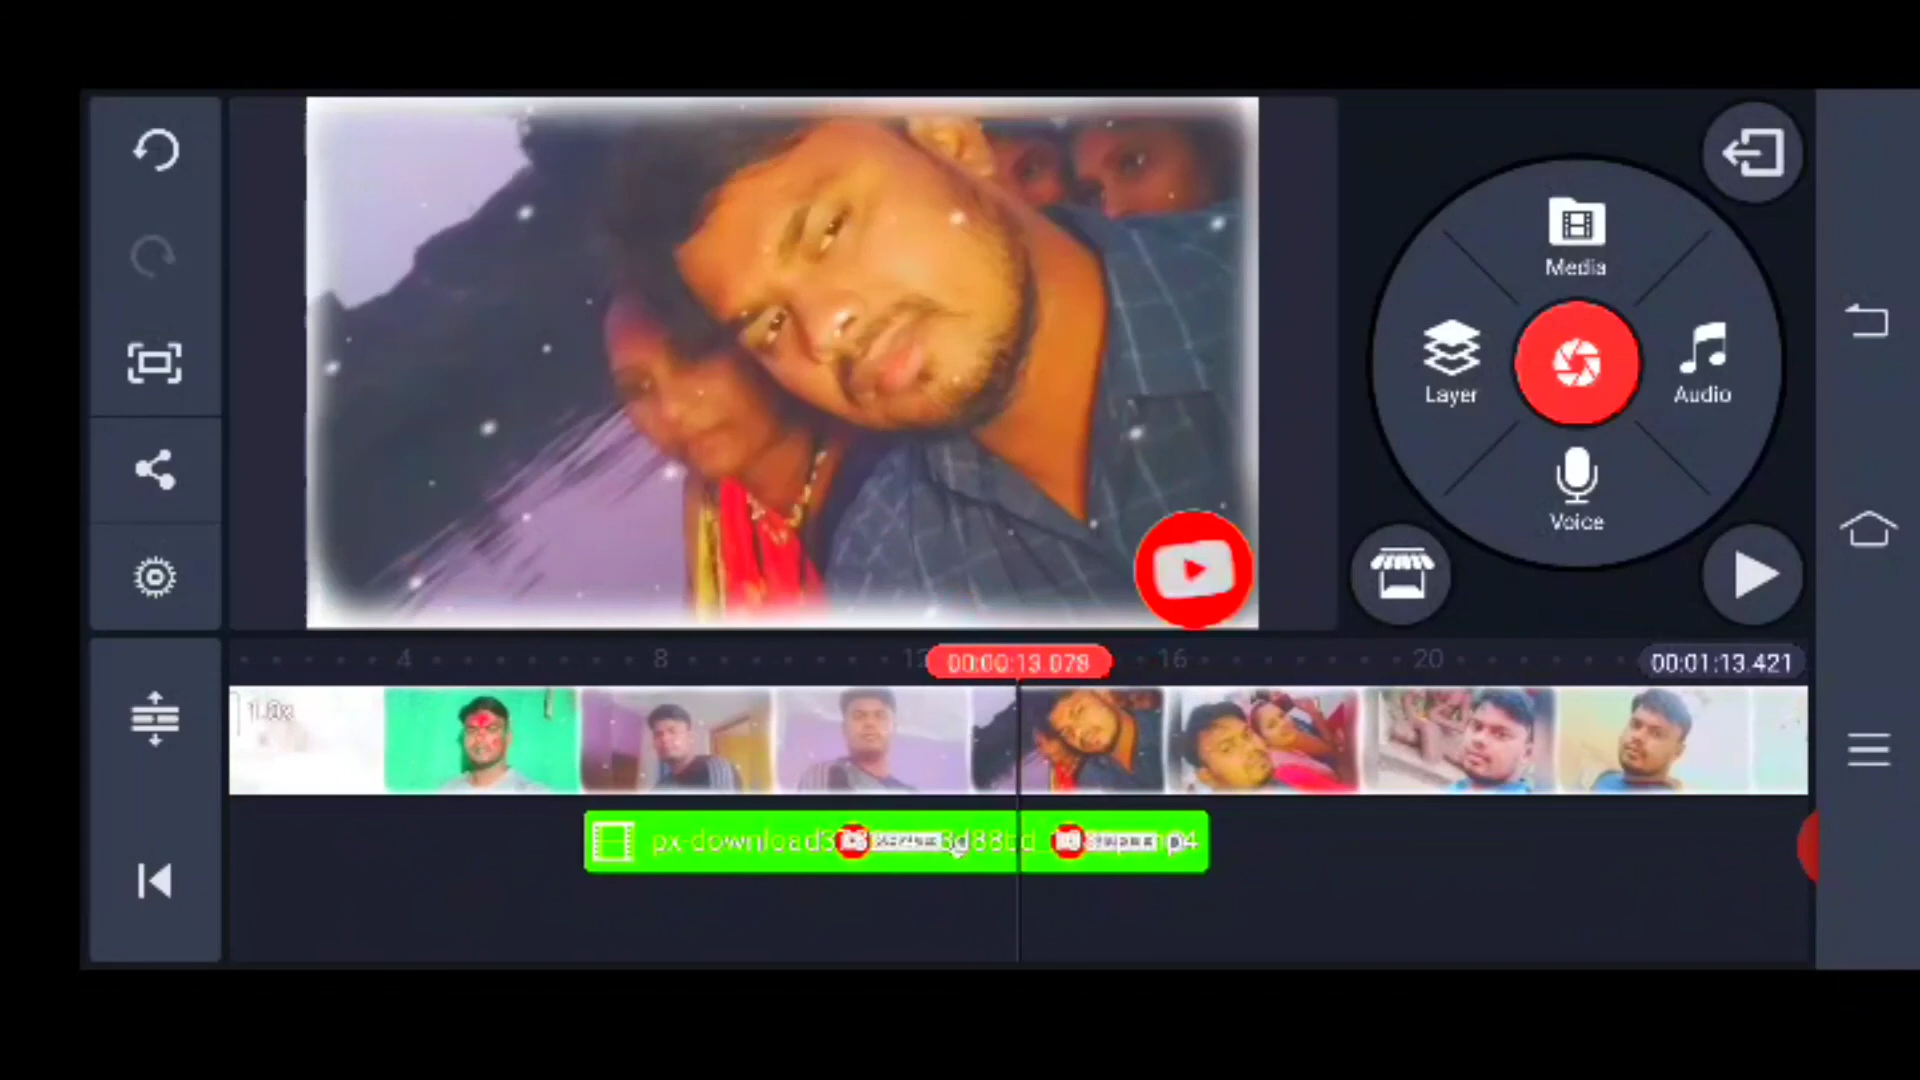 Media
Layer
Audio
Voice
4
8
12
00:00:13.078
16
20
00:01:13.421
1.0x
px-download3